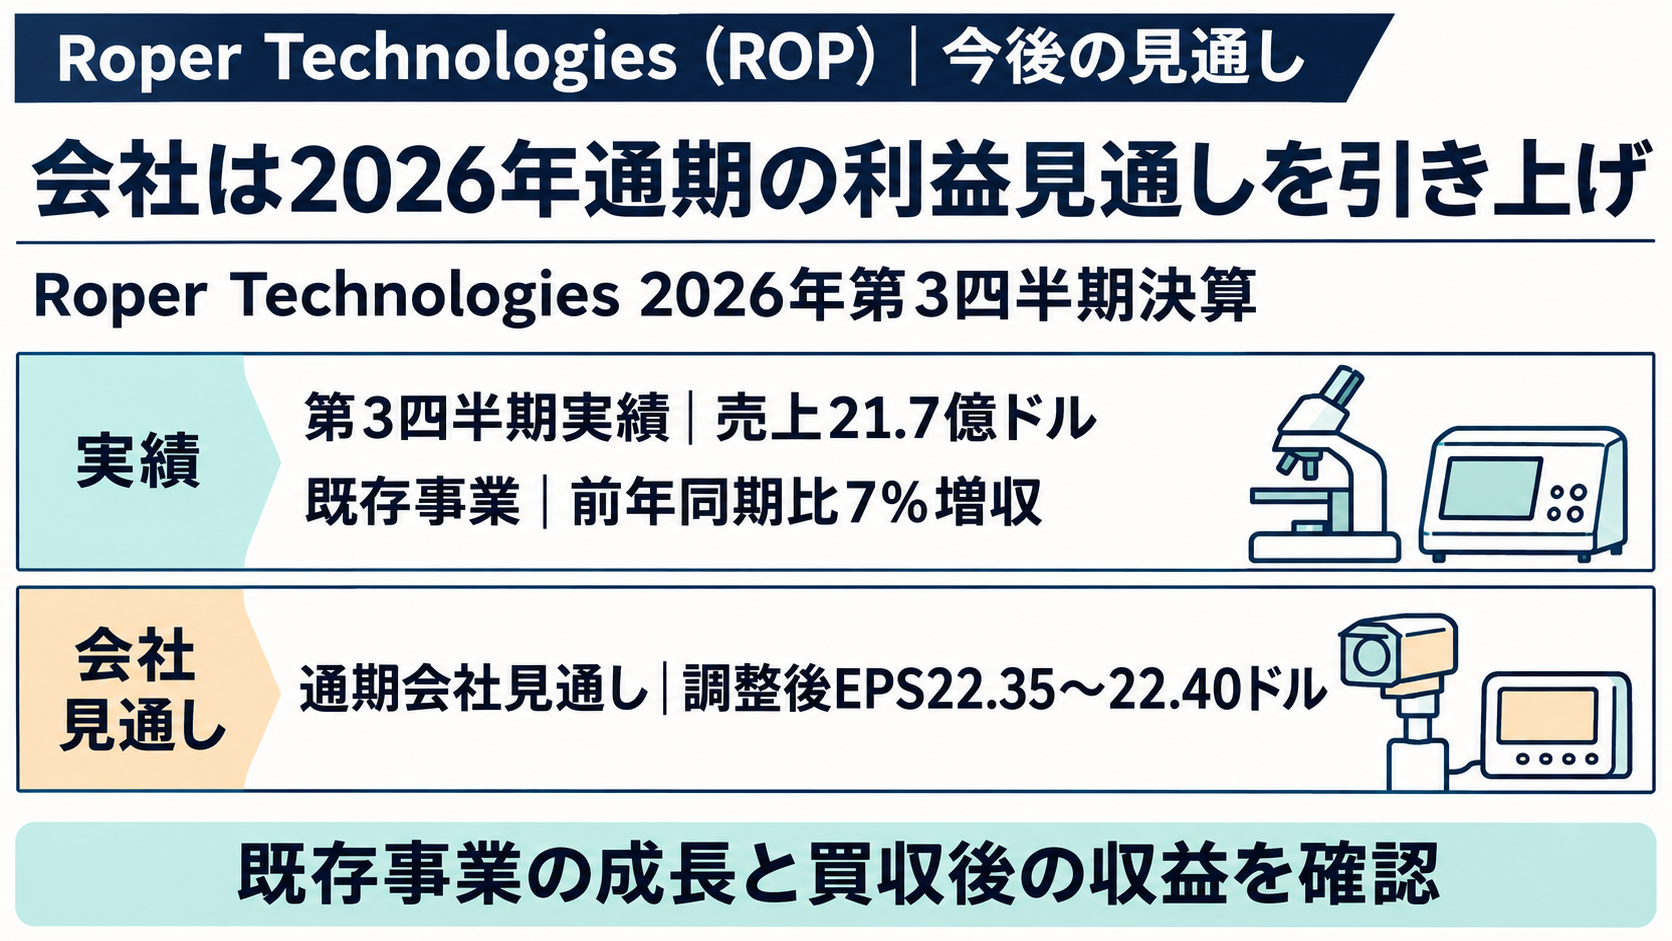 Roper Technologies（ROP）｜今後の見通し
会社は2026年通期の利益見通しを引き上げ
Roper Technologies 2026年第3四半期決算
実績
第3四半期実績｜売上21.7億ドル
既存事業｜前年同期比7%増収
会社
見通し
通期会社見通し｜調整後EPS22.35〜22.40ドル
既存事業の成長と買収後の収益を確認